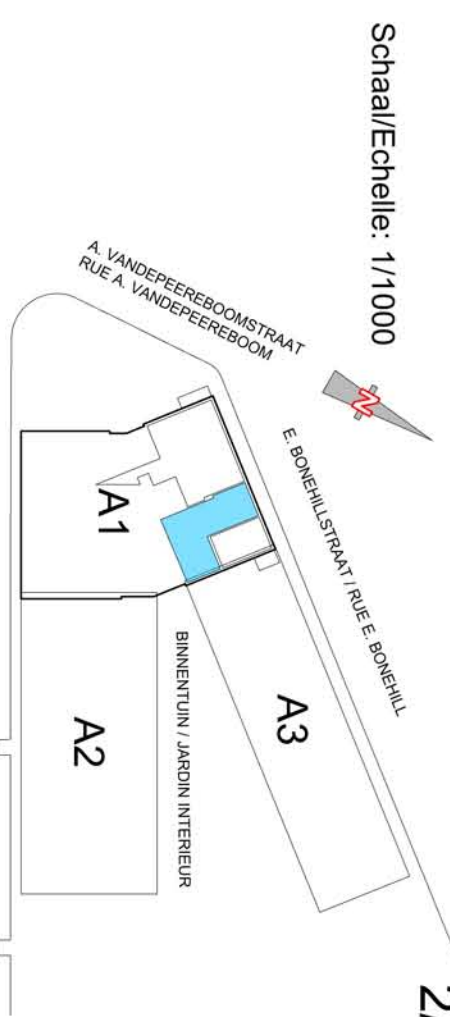 Schaal/Echelle: 1/1000
A. VANDEPEEREBOOMSTRAAT
RUE A. VANDEPEEREBOOM
N
E. BONEHILLSTRAAT / RUE E. BONEHILL
A1
BINNENTUIN / JARDIN INTERIEUR
A3
A2